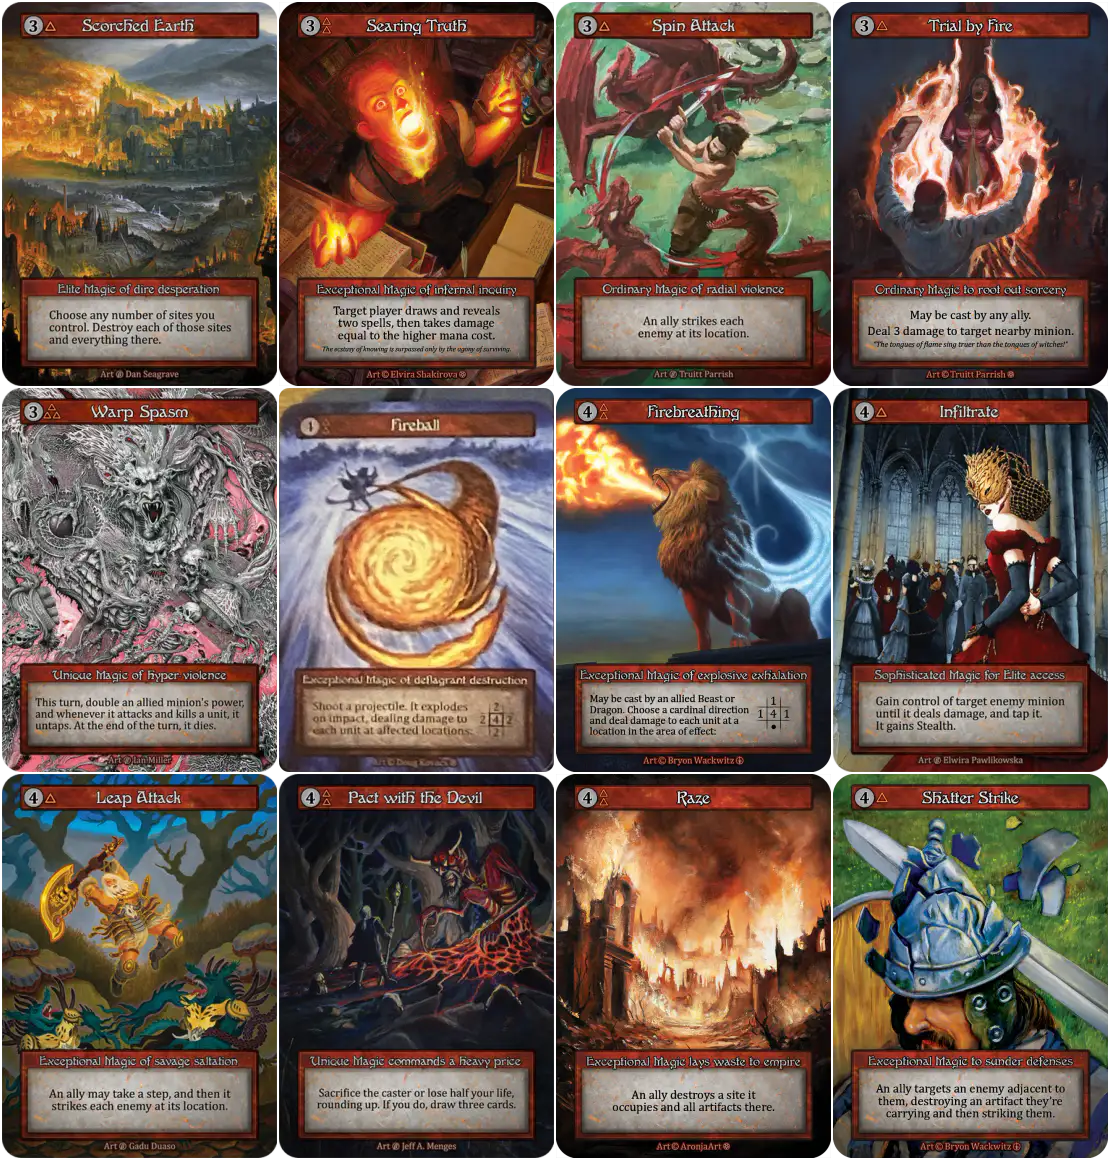 3 Scorched Earth
Elite Magic of dire desperation
Choose any number of sites you
control. Destroy each of those sites
and everything there.
Art @ Dan Seagrave
3 Searing Truth
Exceptional Magic of infernal inquiry
Target player draws and reveals
two spells, then takes damage
equal to the higher mana cost.
The ecstasy of knowing is surpassed only by the agony of surviving.
Art © Elvira Shakirova
3 Spin Attack
Ordinary Magic of radial violence
An ally strikes each
enemy at its location.
Art @ Truitt Parrish
3 Trial by Fire
Ordinary Magic to root out sorcery
May be cast by any ally.
Deal 3 damage to target nearby minion.
"The tongues of flame sing truer than the tongues of witches!"
Art © Truitt Parrish
3 Warp Spasm
Unique Magic of hyper violence
This turn, double an allied minion's power,
and whenever it attacks and kills a unit, it
untaps. At the end of the turn, it dies.
Art @ Ian Miller
4 Fireball
Exceptional Magic of deflagrant destruction
Shoot a projectile. It explodes
on impact, dealing damage to
each unit at affected locations:
2
2 4 2
2
Art © Doug Kovacs
4 Firebreathing
Exceptional Magic of explosive exhalation
May be cast by an allied Beast or
Dragon. Choose a cardinal direction
and deal damage to each unit at a
location in the area of effect:
1
1 4 1
•
Art © Bryon Wackwitz
4 Infiltrate
Sophisticated Magic for Elite access
Gain control of target enemy minion
until it deals damage, and tap it.
It gains Stealth.
Art @ Elwira Pawlikowska
4 Leap Attack
Exceptional Magic of savage saltation
An ally may take a step, and then it
strikes each enemy at its location.
Art @ Gadu Duaso
4 Pact with the Devil
Unique Magic commands a heavy price
Sacrifice the caster or lose half your life,
rounding up. If you do, draw three cards.
Art @ Jeff A. Menges
4 Raze
Exceptional Magic lays waste to empire
An ally destroys a site it
occupies and all artifacts there.
Art © AronjaArt
4 Shatter Strike
Exceptional Magic to sunder defenses
An ally targets an enemy adjacent to
them, destroying an artifact they're
carrying and then striking them.
Art © Bryon Wackwitz